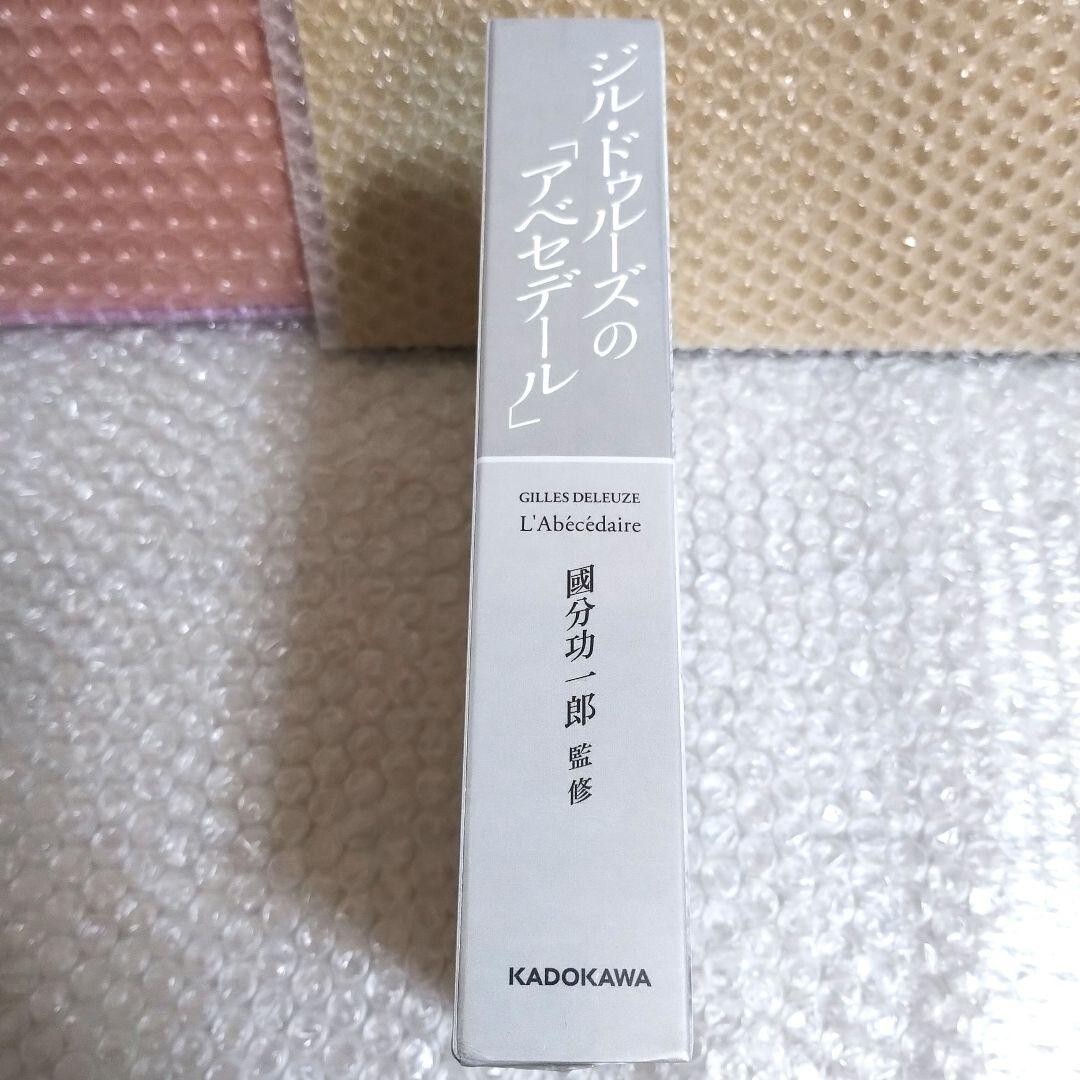 ジル・ドゥルーズの
「アベセデール」
GILLES DELEUZE
L'Abécédaire
國分功一郎 監修
KADOKAWA